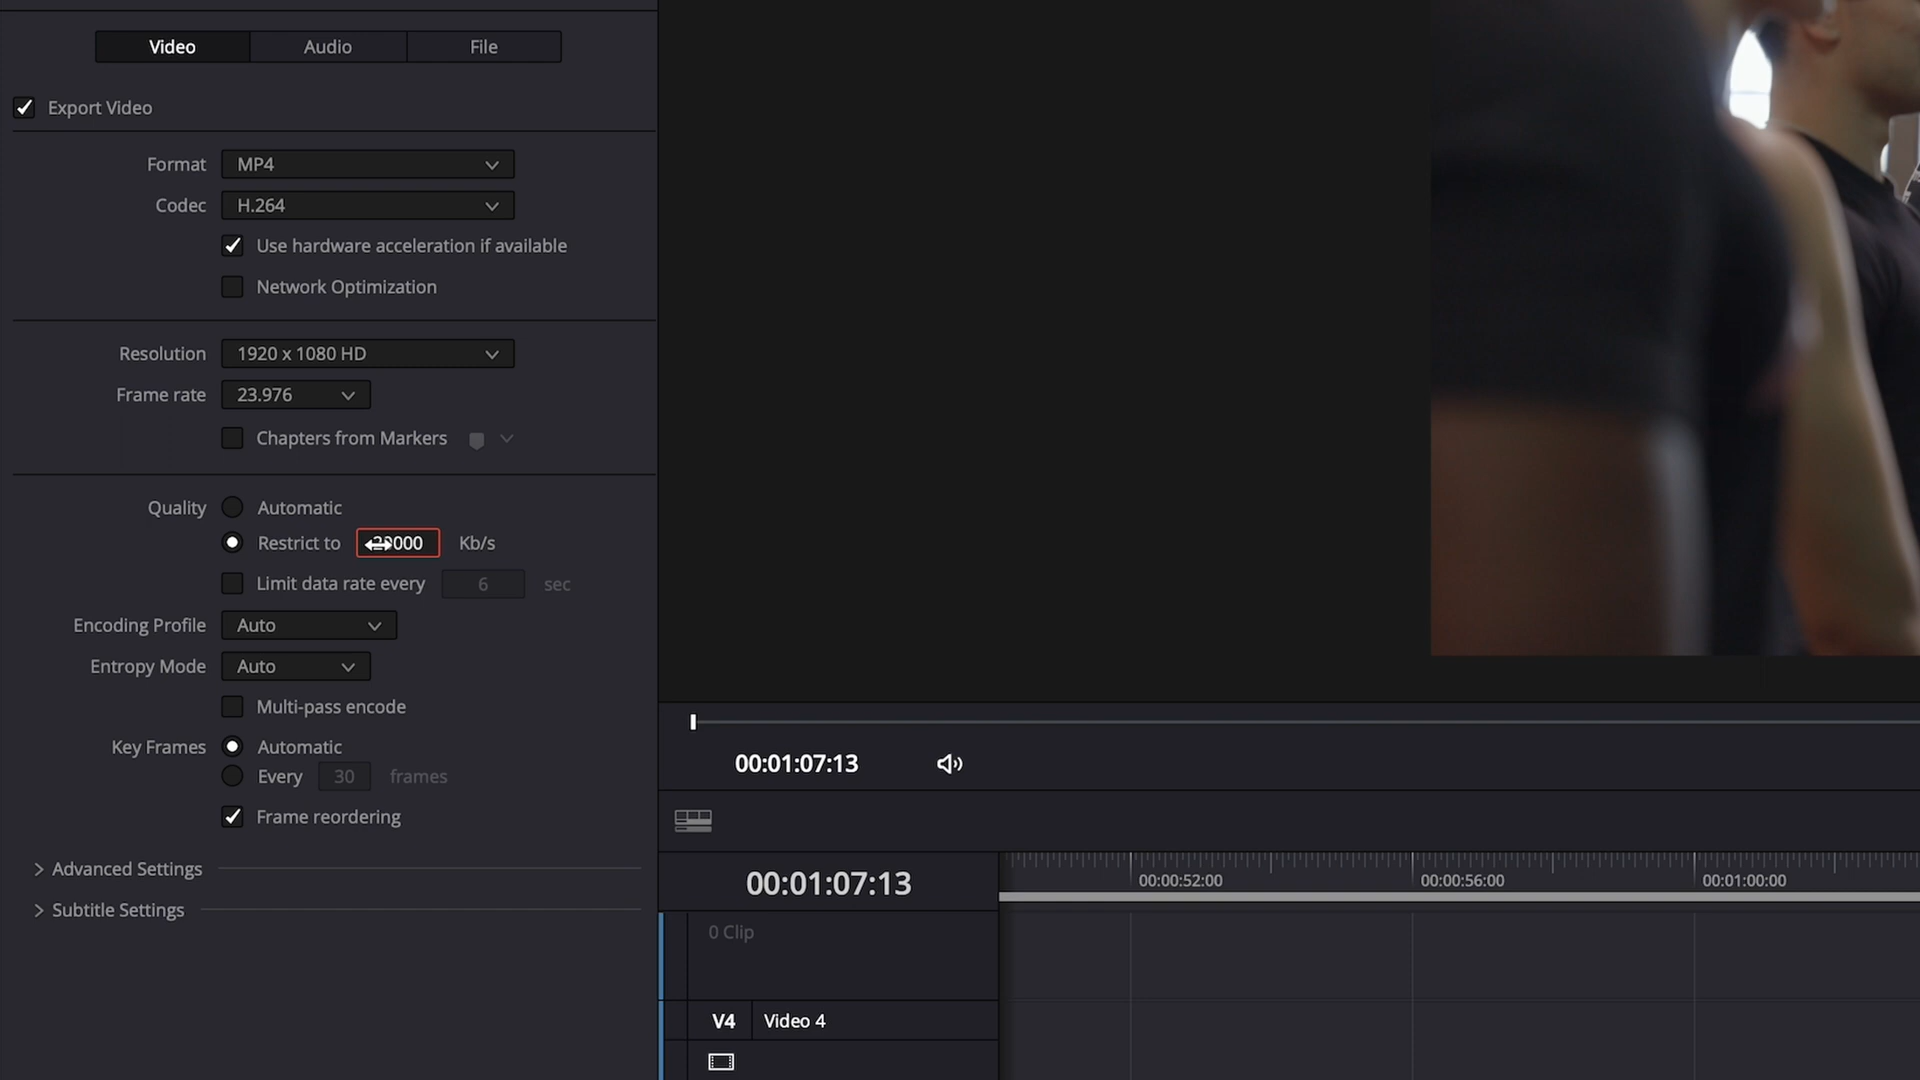 Video Audio File
Export Video
Format MP4
Codec H.264
Use hardware acceleration if available
Network Optimization
Resolution 1920 x 1080 HD
Frame rate 23.976
Chapters from Markers
Quality Automatic
Restrict to Kb/s
Limit data rate every 6 sec
Encoding Profile Auto
Entropy Mode Auto
Multi-pass encode
Key Frames Automatic
Every 30 frames
Frame reordering
Advanced Settings
Subtitle Settings
00:01:07:13
00:01:07:13
00:00:52:00 00:00:56:00 00:01:00:00
0 Clip
V4 Video 4